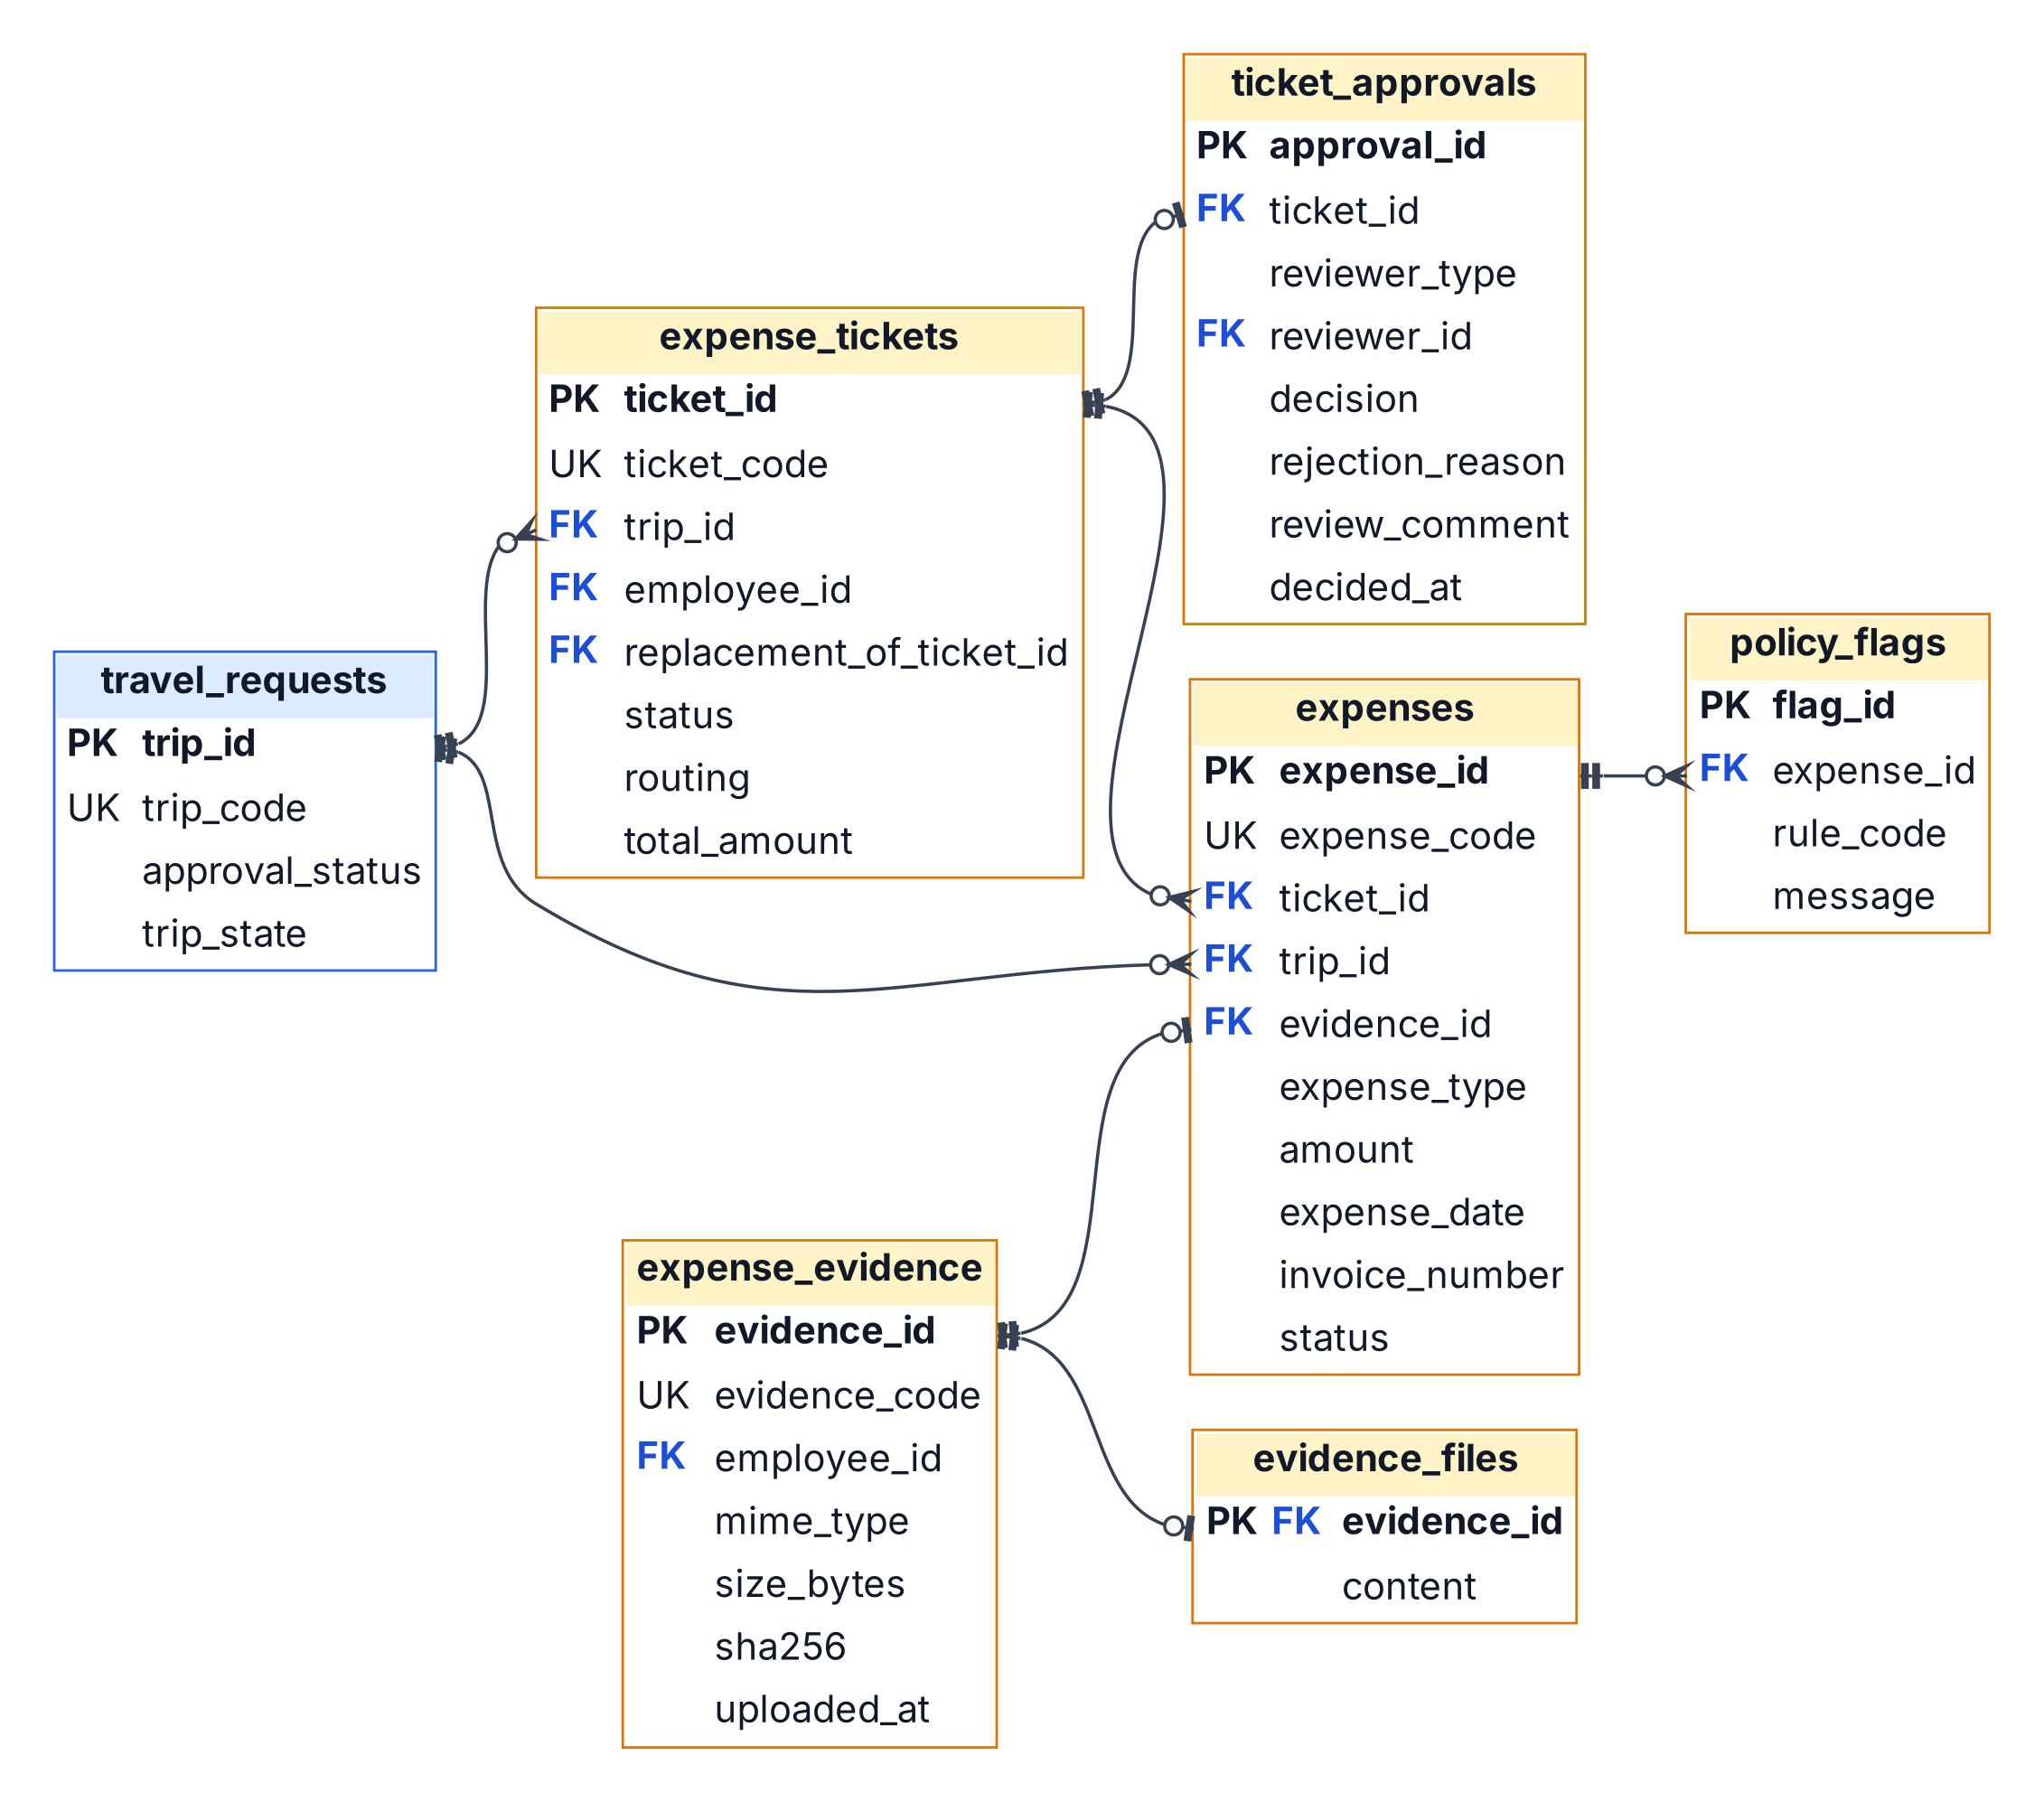 ticket_approvals
PK approval_id
FK ticket_id
reviewer_type
FK reviewer_id
decision
rejection_reason
review_comment
decided_at
expense_tickets
PK ticket_id
UK ticket_code
FK trip_id
FK employee_id
FK replacement_of_ticket_id
status
routing
total_amount
travel_requests
PK trip_id
UK trip_code
approval_status
trip_state
policy_flags
PK flag_id
FK expense_id
rule_code
message
expenses
PK expense_id
UK expense_code
FK ticket_id
FK trip_id
FK evidence_id
expense_type
amount
expense_date
invoice_number
status
expense_evidence
PK evidence_id
UK evidence_code
FK employee_id
mime_type
size_bytes
sha256
uploaded_at
evidence_files
PK FK evidence_id
content